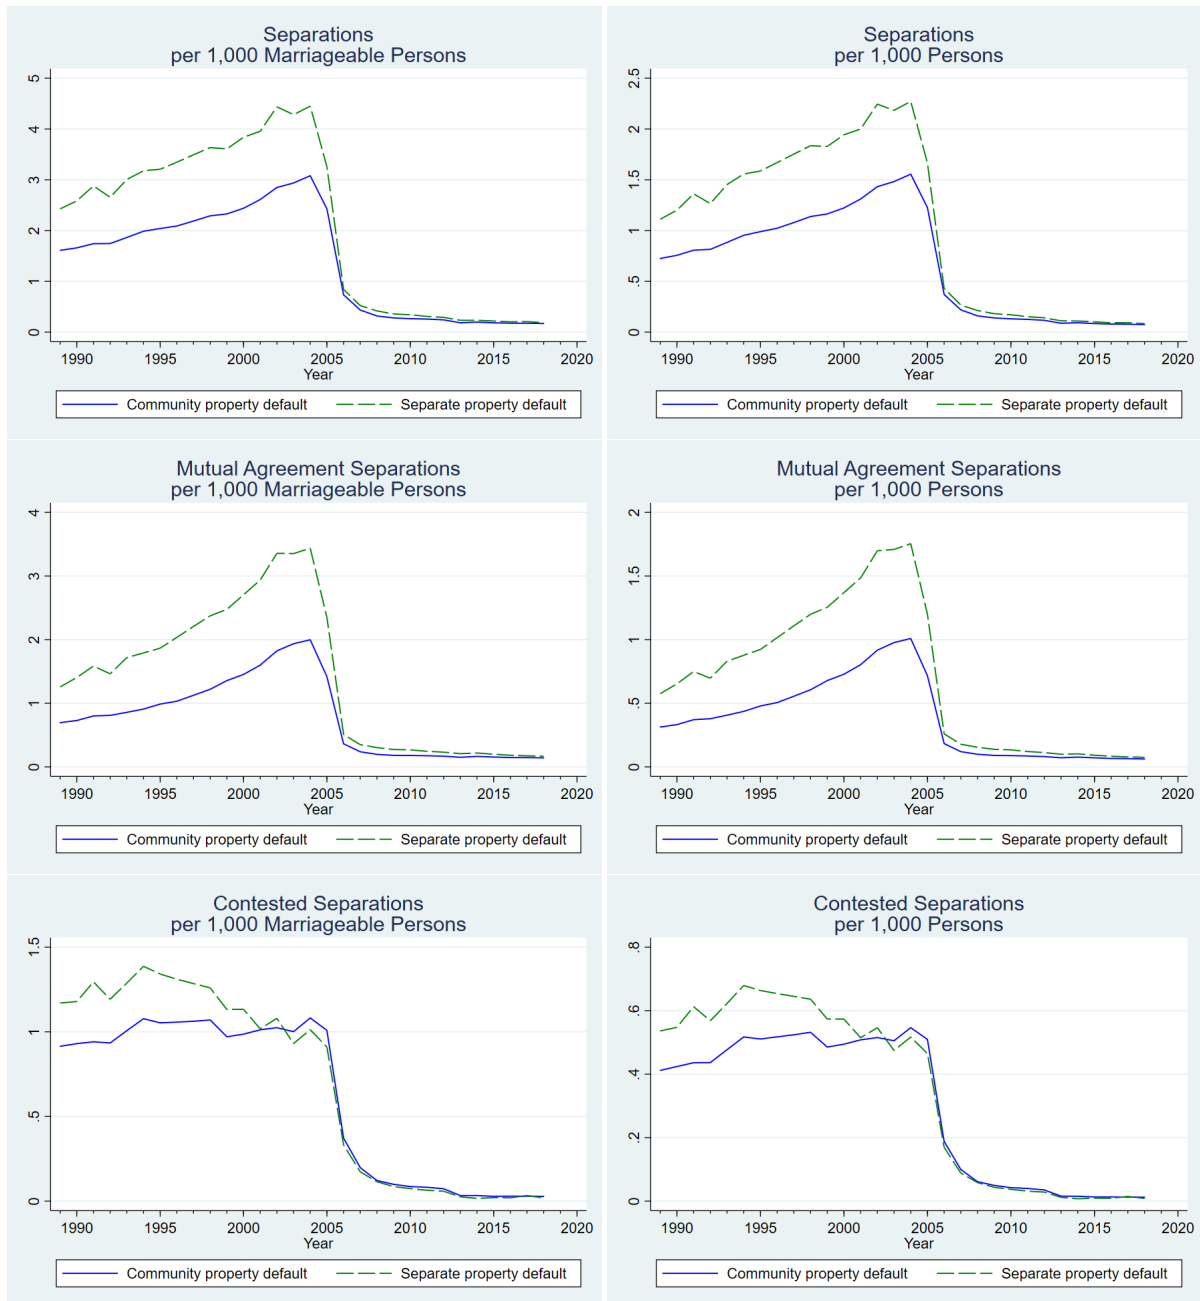 Separations
per 1,000 Marriageable Persons
5
4
3
2
1
0
1990 1995 2000 2005 2010 2015 2020
Year
Community property default Separate property default
Separations
per 1,000 Persons
2.5
2
1.5
1
.5
0
1990 1995 2000 2005 2010 2015 2020
Year
Community property default Separate property default
Mutual Agreement Separations
per 1,000 Marriageable Persons
4
3
2
1
0
1990 1995 2000 2005 2010 2015 2020
Year
Community property default Separate property default
Mutual Agreement Separations
per 1,000 Persons
2
1.5
1
.5
0
1990 1995 2000 2005 2010 2015 2020
Year
Community property default Separate property default
Contested Separations
per 1,000 Marriageable Persons
1.5
1
.5
0
1990 1995 2000 2005 2010 2015 2020
Year
Community property default Separate property default
Contested Separations
per 1,000 Persons
.8
.6
.4
.2
0
1990 1995 2000 2005 2010 2015 2020
Year
Community property default Separate property default